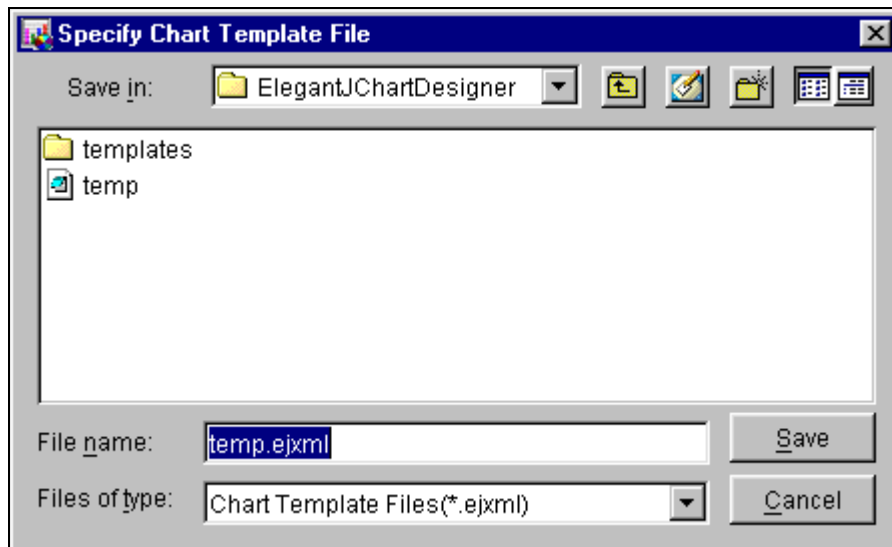 Specify Chart Template File
Save in: ElegantJChartDesigner
templates
temp
File name: temp.ejxml Save
Files of type: Chart Template Files(*.ejxml) Cancel